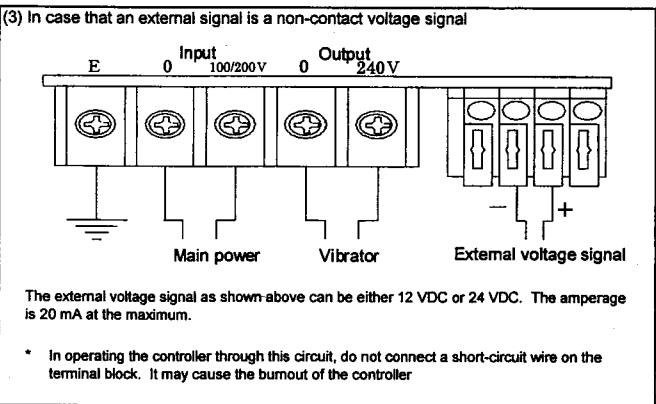 (3) In case that an external signal is a non-contact voltage signal
Input Output
E 0 100/200V 0 240V
− +
Main power Vibrator External voltage signal
The external voltage signal as shown above can be either 12 VDC or 24 VDC. The amperage
is 20 mA at the maximum.
* In operating the controller through this circuit, do not connect a short-circuit wire on the
terminal block. It may cause the burnout of the controller